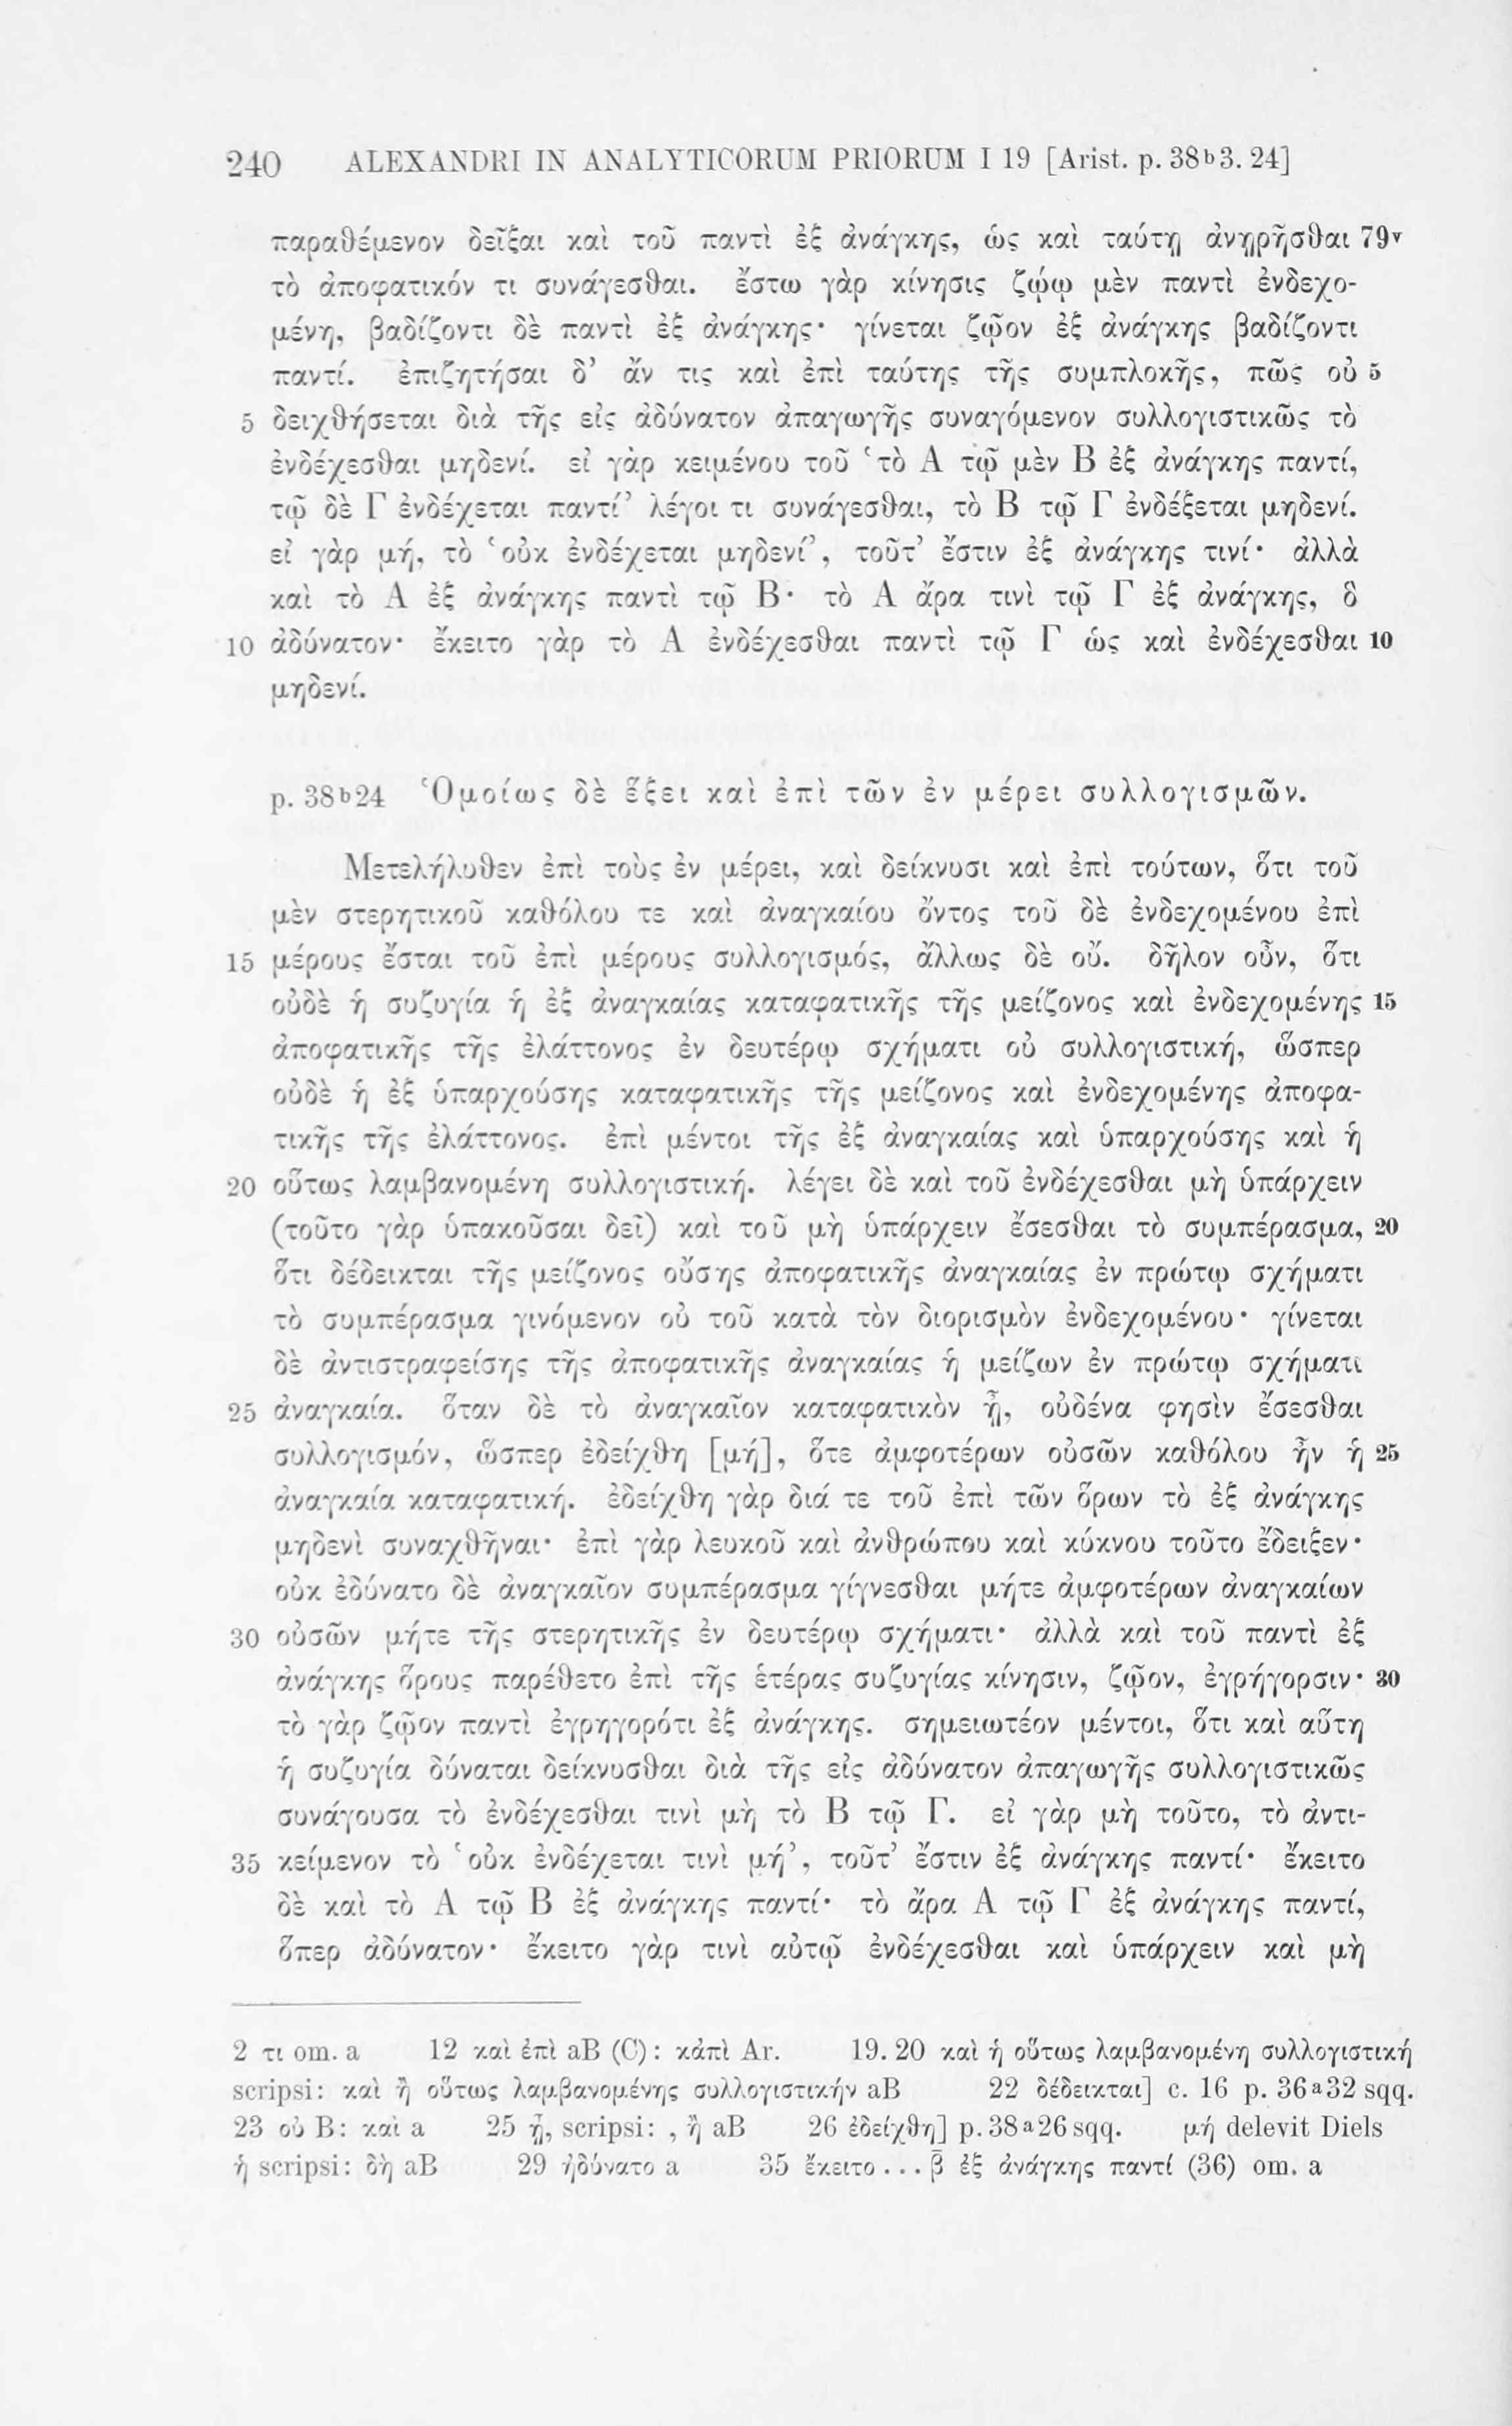 240 ALEXANDRI IN ANALYTICORUM PRIORUM I 19 [Arist. p. 38b3. 24]
παραθέμενον δεῖξαι καὶ τοῦ παντὶ ἐξ ἀνάγκης, ὡς καὶ ταύτῃ ἀνῃρῆσθαι 79v
τὸ ἀποφατικόν τι συνάγεσθαι. ἔστω γὰρ κίνησις ζῴῳ μὲν παντὶ ἐνδεχο-
μένη, βαδίζοντι δὲ παντὶ ἐξ ἀνάγκης· γίνεται ζῷον ἐξ ἀνάγκης βαδίζοντι
παντί. ἐπιζητήσαι δ’ ἄν τις καὶ ἐπὶ ταύτης τῆς συμπλοκῆς, πῶς οὐ 5
5 δειχθήσεται διὰ τῆς εἰς ἀδύνατον ἀπαγωγῆς συναγόμενον συλλογιστικῶς τὸ
ἐνδέχεσθαι μηδενί. εἰ γὰρ κειμένου τοῦ ‘τὸ Α τῷ μὲν Β ἐξ ἀνάγκης παντί,
τῷ δὲ Γ ἐνδέχεται παντί’ λέγοι τι συνάγεσθαι, τὸ Β τῷ Γ ἐνδέξεται μηδενί.
εἰ γὰρ μή, τὸ ‘οὐκ ἐνδέχεται μηδενί’, τοῦτ’ ἔστιν ἐξ ἀνάγκης τινί· ἀλλὰ
καὶ τὸ Α ἐξ ἀνάγκης παντὶ τῷ Β· τὸ Α ἄρα τινὶ τῷ Γ ἐξ ἀνάγκης, ὃ
10 ἀδύνατον· ἔκειτο γὰρ τὸ Α ἐνδέχεσθαι παντὶ τῷ Γ ὡς καὶ ἐνδέχεσθαι 10
μηδενί.
p. 38b24 Ὁμοίως δὲ ἕξει καὶ ἐπὶ τῶν ἐν μέρει συλλογισμῶν.
Μετελήλυθεν ἐπὶ τοὺς ἐν μέρει, καὶ δείκνυσι καὶ ἐπὶ τούτων, ὅτι τοῦ
μὲν στερητικοῦ καθόλου τε καὶ ἀναγκαίου ὄντος τοῦ δὲ ἐνδεχομένου ἐπὶ
15 μέρους ἔσται τοῦ ἐπὶ μέρους συλλογισμός, ἄλλως δὲ οὔ. δῆλον οὖν, ὅτι
οὐδὲ ἡ συζυγία ἡ ἐξ ἀναγκαίας καταφατικῆς τῆς μείζονος καὶ ἐνδεχομένης 15
ἀποφατικῆς τῆς ἐλάττονος ἐν δευτέρῳ σχήματι οὐ συλλογιστική, ὥσπερ
οὐδὲ ἡ ἐξ ὑπαρχούσης καταφατικῆς τῆς μείζονος καὶ ἐνδεχομένης ἀποφα-
τικῆς τῆς ἐλάττονος. ἐπὶ μέντοι τῆς ἐξ ἀναγκαίας καὶ ὑπαρχούσης καὶ ἡ
20 οὕτως λαμβανομένη συλλογιστική. λέγει δὲ καὶ τοῦ ἐνδέχεσθαι μὴ ὑπάρχειν
(τοῦτο γὰρ ὑπακοῦσαι δεῖ) καὶ τοῦ μὴ ὑπάρχειν ἔσεσθαι τὸ συμπέρασμα, 20
ὅτι δέδεικται τῆς μείζονος οὔσης ἀποφατικῆς ἀναγκαίας ἐν πρώτῳ σχήματι
τὸ συμπέρασμα γινόμενον οὐ τοῦ κατὰ τὸν διορισμὸν ἐνδεχομένου· γίνεται
δὲ ἀντιστραφείσης τῆς ἀποφατικῆς ἀναγκαίας ἡ μείζων ἐν πρώτῳ σχήματι
25 ἀναγκαία. ὅταν δὲ τὸ ἀναγκαῖον καταφατικὸν ᾖ, οὐδένα φησὶν ἔσεσθαι
συλλογισμόν, ὥσπερ ἐδείχθη [μή], ὅτε ἀμφοτέρων οὐσῶν καθόλου ἦν ἡ 25
ἀναγκαία καταφατική. ἐδείχθη γὰρ διά τε τοῦ ἐπὶ τῶν ὅρων τὸ ἐξ ἀνάγκης
μηδενὶ συναχθῆναι· ἐπὶ γὰρ λευκοῦ καὶ ἀνθρώπου καὶ κύκνου τοῦτο ἔδειξεν·
οὐκ ἐδύνατο δὲ ἀναγκαῖον συμπέρασμα γίγνεσθαι μήτε ἀμφοτέρων ἀναγκαίων
30 οὐσῶν μήτε τῆς στερητικῆς ἐν δευτέρῳ σχήματι· ἀλλὰ καὶ τοῦ παντὶ ἐξ
ἀνάγκης ὅρους παρέθετο ἐπὶ τῆς ἑτέρας συζυγίας κίνησιν, ζῷον, ἐγρήγορσιν· 30
τὸ γὰρ ζῷον παντὶ ἐγρηγορότι ἐξ ἀνάγκης. σημειωτέον μέντοι, ὅτι καὶ αὕτη
ἡ συζυγία δύναται δείκνυσθαι διὰ τῆς εἰς ἀδύνατον ἀπαγωγῆς συλλογιστικῶς
συνάγουσα τὸ ἐνδέχεσθαι τινὶ μὴ τὸ Β τῷ Γ. εἰ γὰρ μὴ τοῦτο, τὸ ἀντι-
35 κείμενον τὸ ‘οὐκ ἐνδέχεται τινὶ μή’, τοῦτ’ ἔστιν ἐξ ἀνάγκης παντί· ἔκειτο
δὲ καὶ τὸ Α τῷ Β ἐξ ἀνάγκης παντί· τὸ ἄρα Α τῷ Γ ἐξ ἀνάγκης παντί,
ὅπερ ἀδύνατον· ἔκειτο γὰρ τινὶ αὐτῷ ἐνδέχεσθαι καὶ ὑπάρχειν καὶ μὴ
2 τι om. a 12 καὶ ἐπὶ aB (C): κἀπὶ Ar. 19. 20 καὶ ἡ οὕτως λαμβανομένη συλλογιστική
scripsi: καὶ ἢ οὕτως λαμβανομένης συλλογιστικήν aB 22 δέδεικται] c. 16 p. 36a32 sqq.
23 οὐ B: καὶ a 25 ᾖ, scripsi: , ἢ aB 26 ἐδείχθη] p. 38a26 sqq. μή delevit Diels
ἡ scripsi: δὴ aB 29 ἠδύνατο a 35 ἔκειτο ... β̄ ἐξ ἀνάγκης παντί (36) om. a